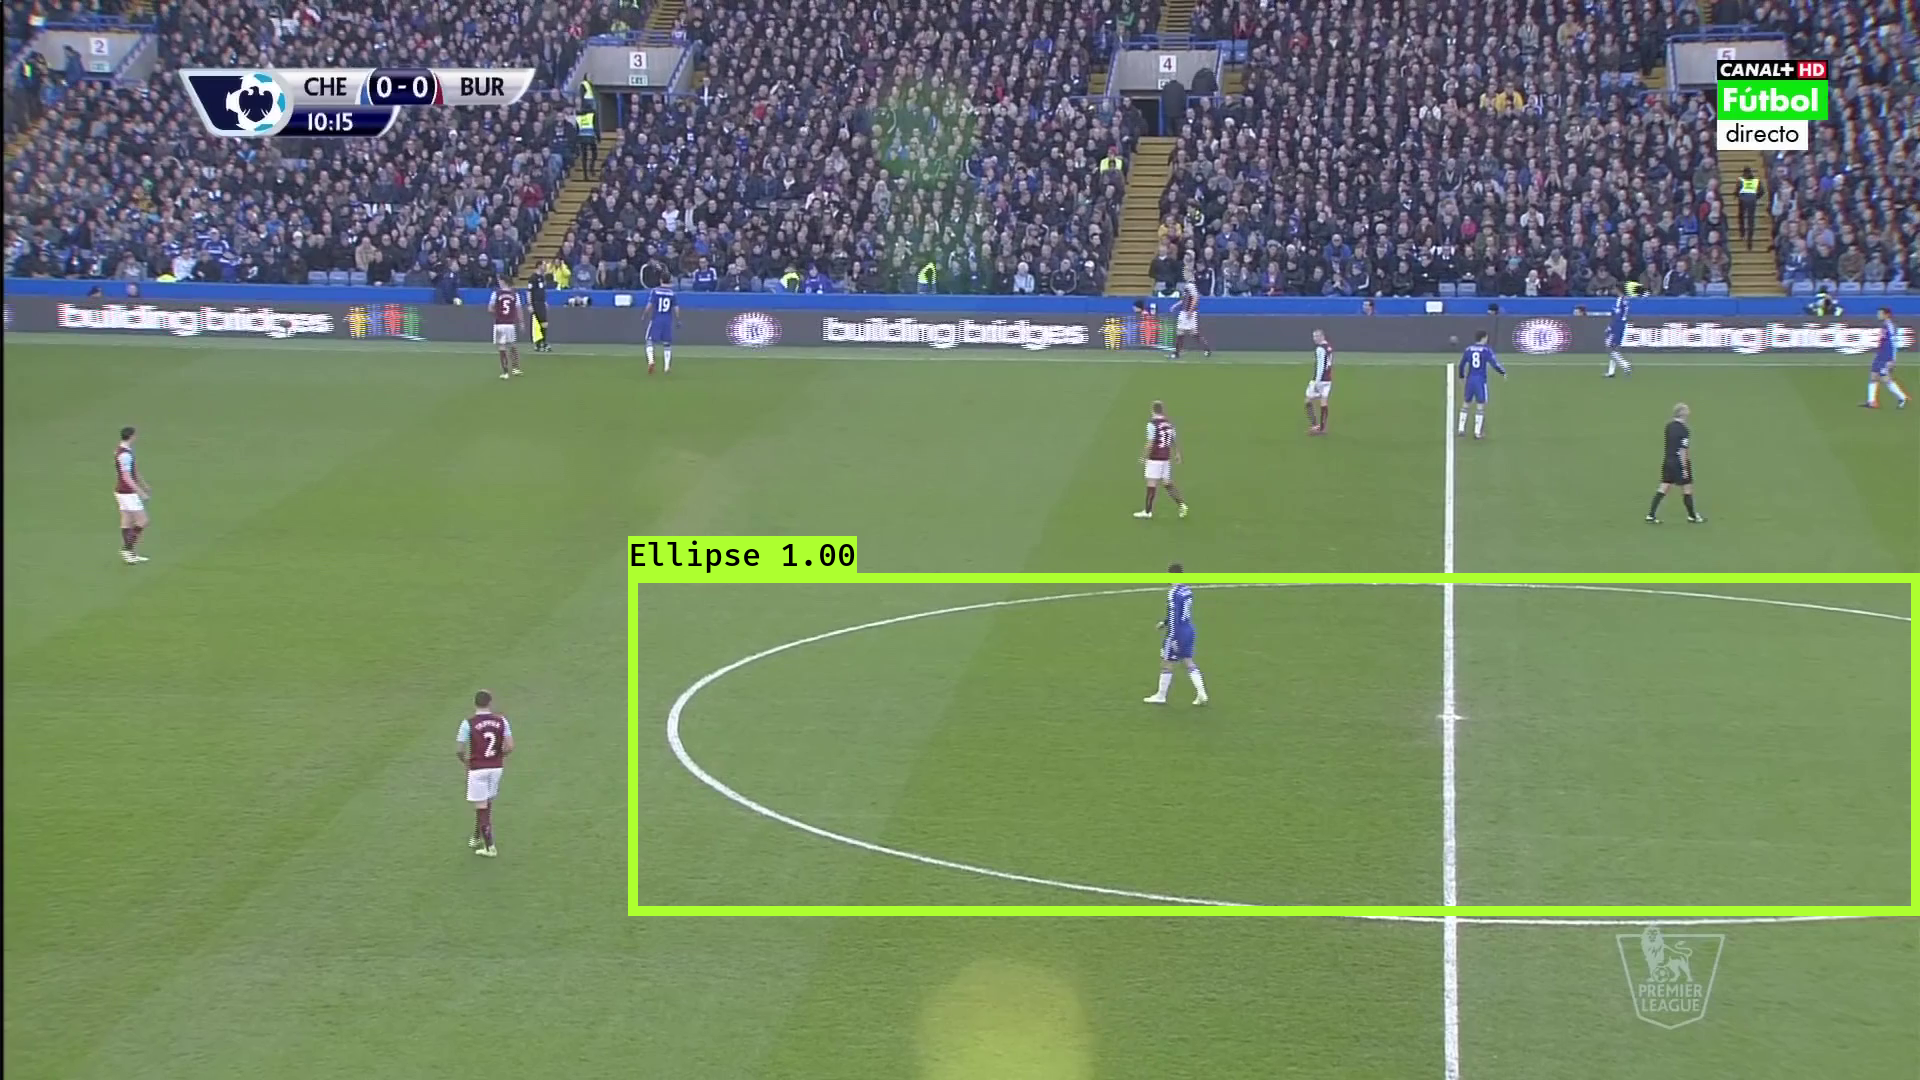 2
3
4
5
CHE 0-0 BUR
10:15
CANAL+ HD
Fútbol
directo
building bridges
building bridges
building bridges
5
19
8
37
Ellipse 1.00
2
PREMIER
LEAGUE